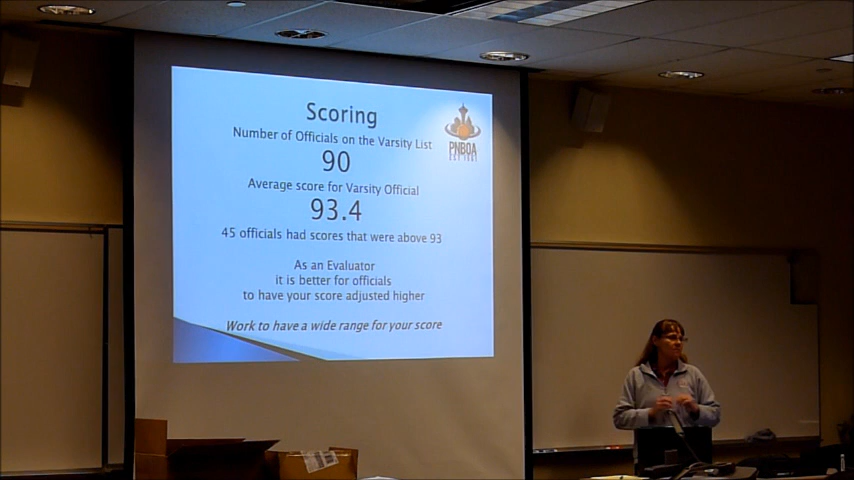 Scoring
Number of Officials on the Varsity List
90
Average score for Varsity Official
93.4
45 officials had scores that were above 93
As an Evaluator
it is better for officials
to have your score adjusted higher
Work to have a wide range for your score
PNBOA